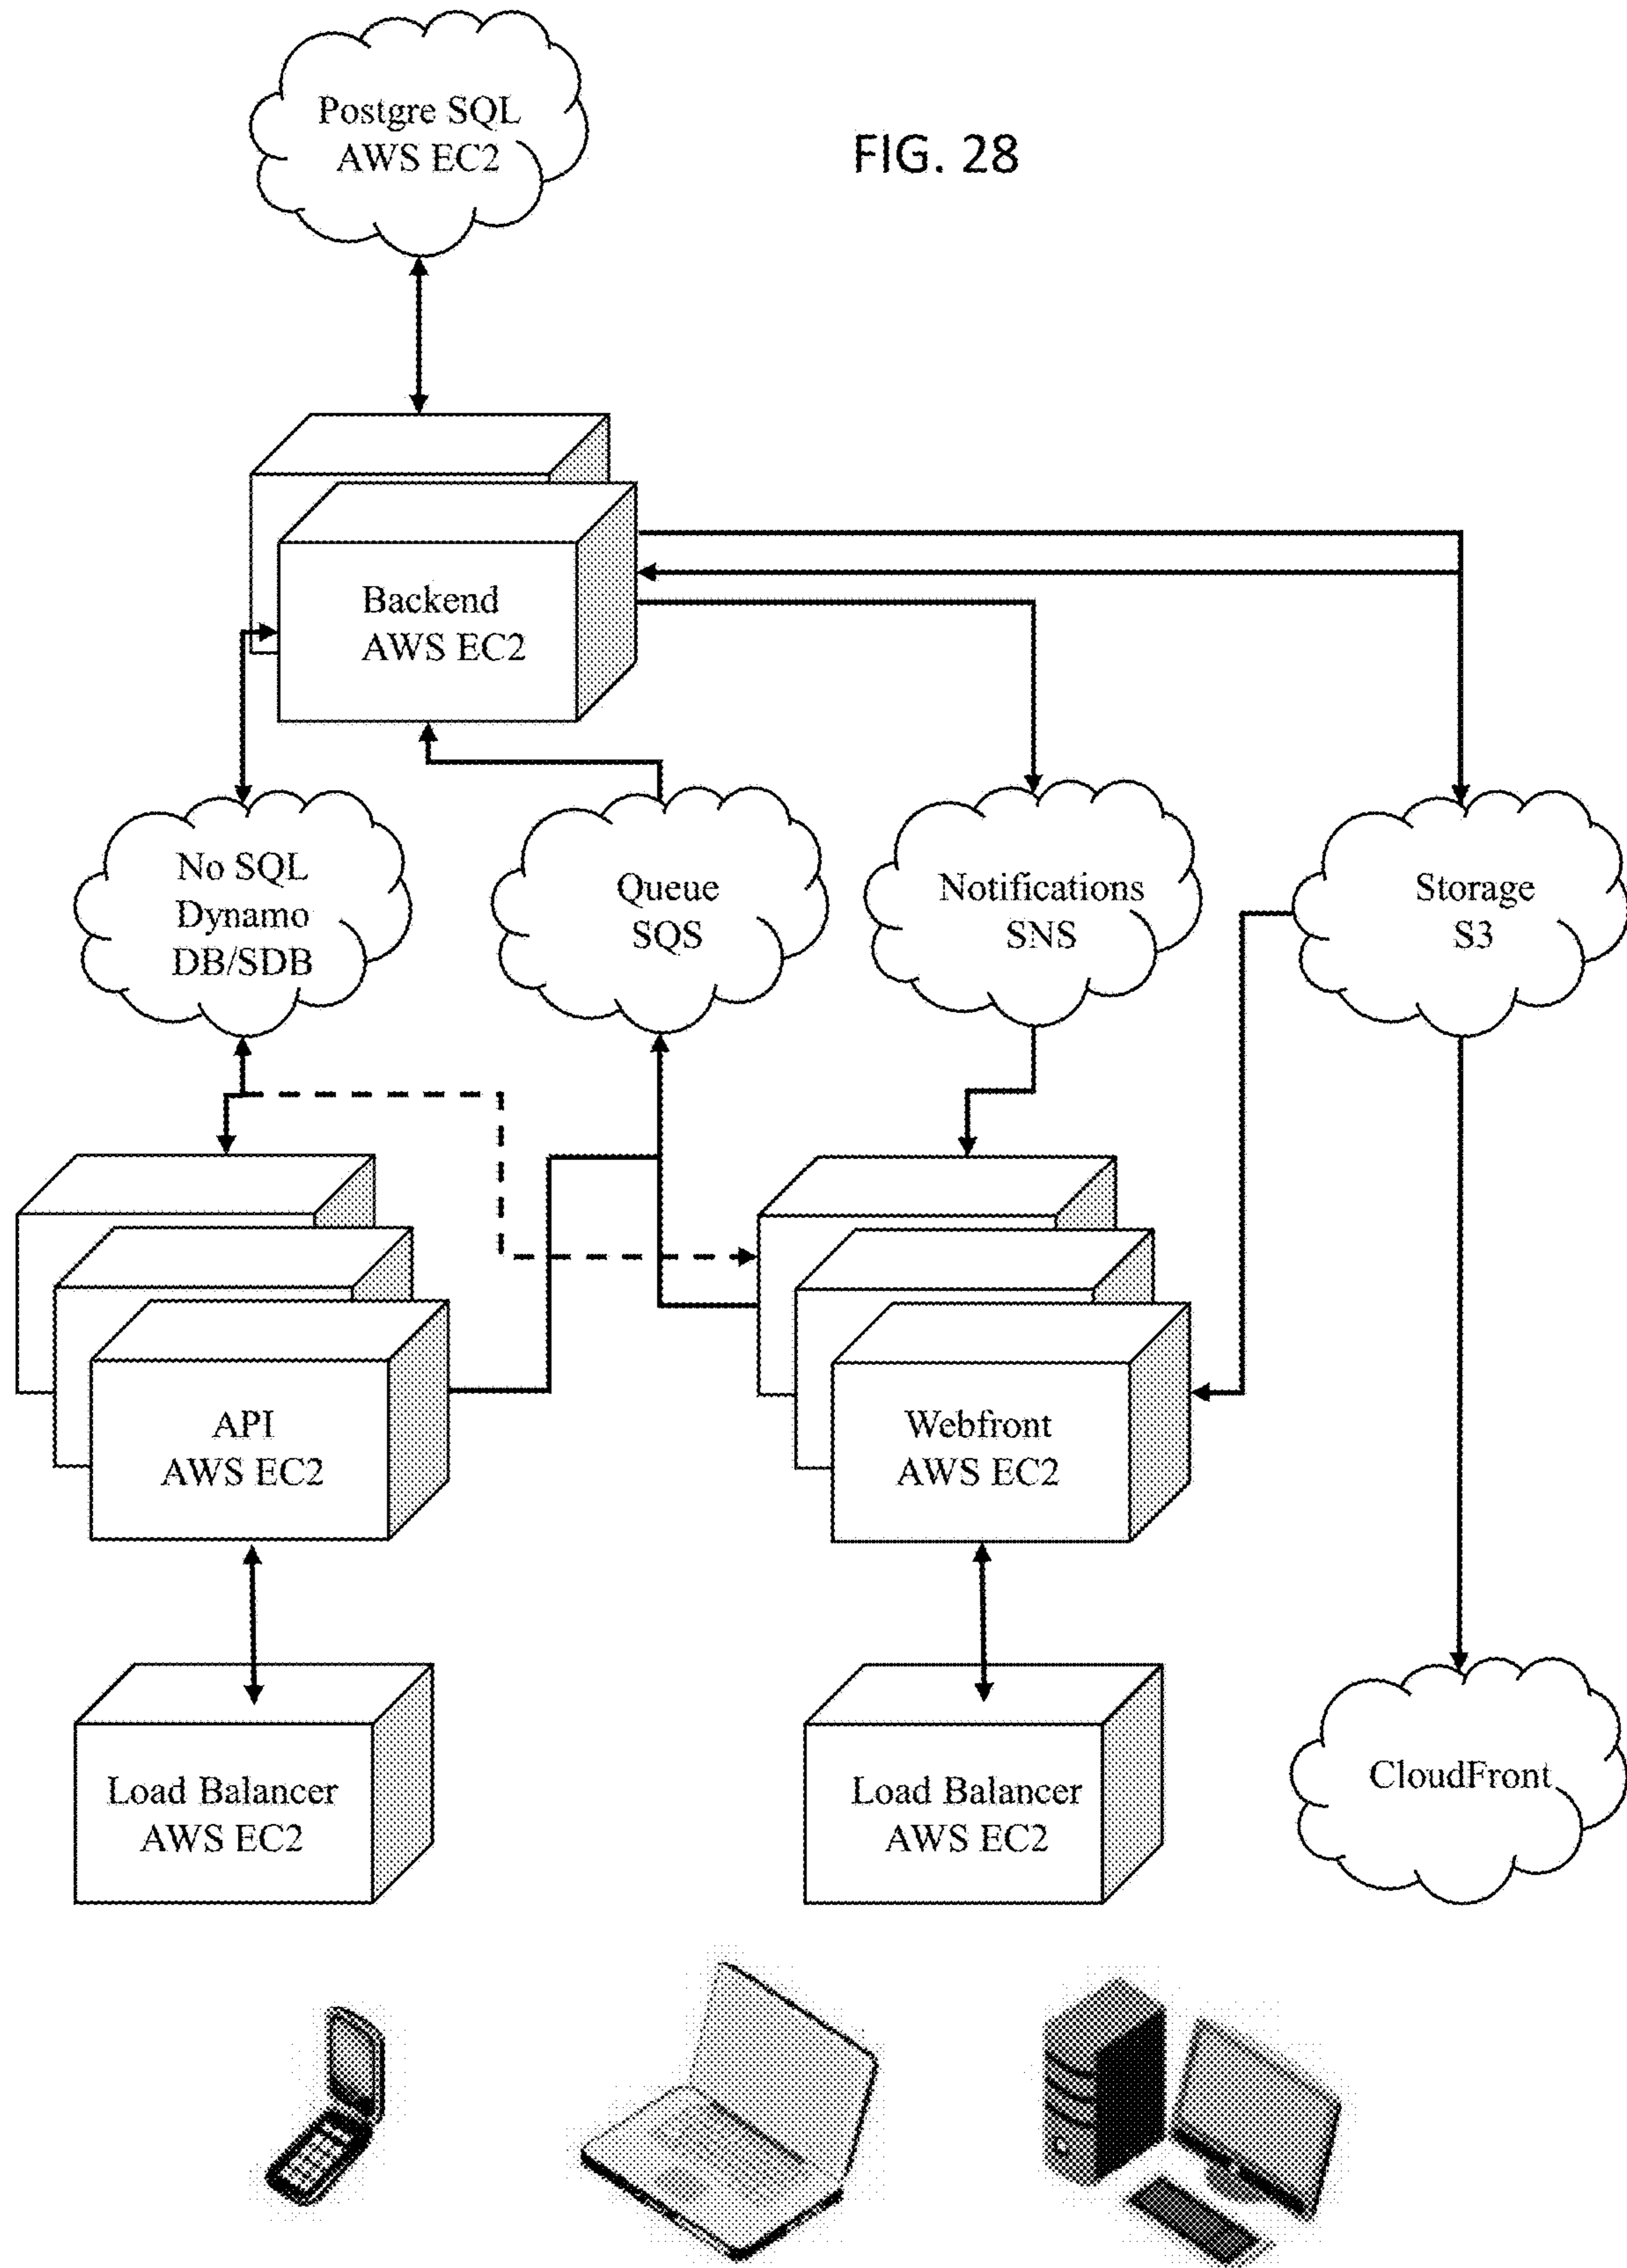 Postgre SQL
AWS EC2
FIG. 28
Backend
AWS EC2
No SQL
Dynamo
DB/SDB
Queue
SQS
Notifications
SNS
Storage
S3
API
AWS EC2
Webfront
AWS EC2
Load Balancer
AWS EC2
Load Balancer
AWS EC2
CloudFront